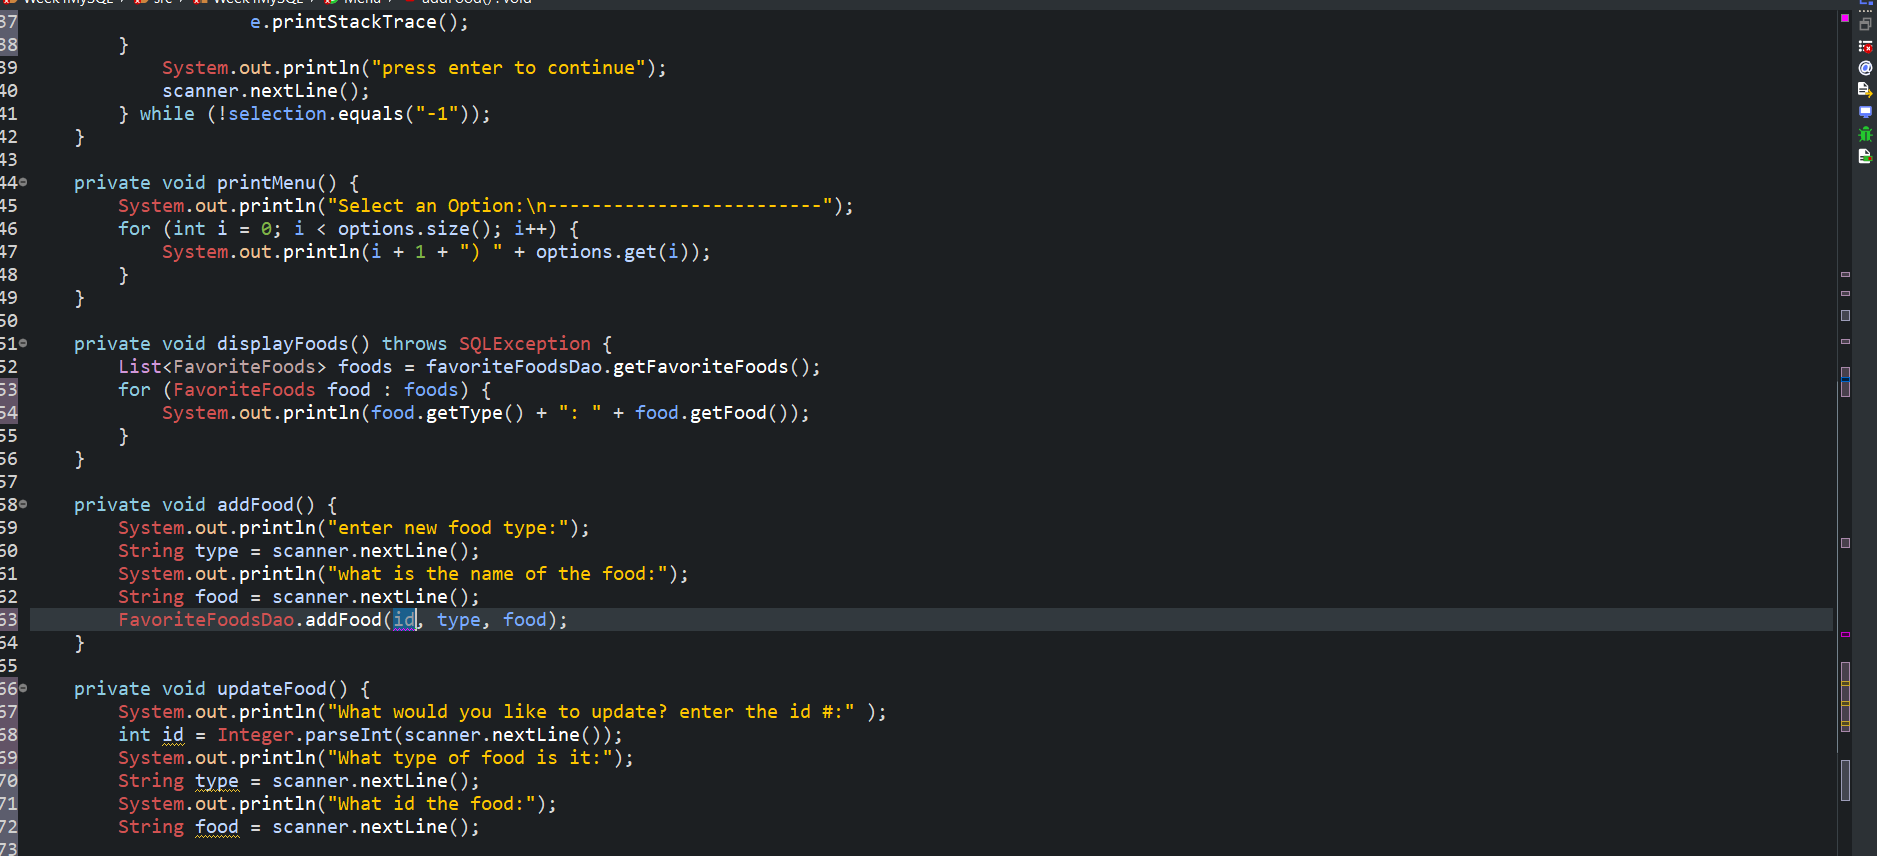 37 e.printStackTrace();
38 }
39 System.out.println("press enter to continue");
40 scanner.nextLine();
41 } while (!selection.equals("-1"));
42 }
43
44 private void printMenu() {
45 System.out.println("Select an Option:\n-------------------------");
46 for (int i = 0; i < options.size(); i++) {
47 System.out.println(i + 1 + ") " + options.get(i));
48 }
49 }
50
51 private void displayFoods() throws SQLException {
52 List<FavoriteFoods> foods = favoriteFoodsDao.getFavoriteFoods();
53 for (FavoriteFoods food : foods) {
54 System.out.println(food.getType() + ": " + food.getFood());
55 }
56 }
57
58 private void addFood() {
59 System.out.println("enter new food type:");
60 String type = scanner.nextLine();
61 System.out.println("what is the name of the food:");
62 String food = scanner.nextLine();
63 FavoriteFoodsDao.addFood(id, type, food);
64 }
65
66 private void updateFood() {
67 System.out.println("What would you like to update? enter the id #:" );
68 int id = Integer.parseInt(scanner.nextLine());
69 System.out.println("What type of food is it:");
70 String type = scanner.nextLine();
71 System.out.println("What id the food:");
72 String food = scanner.nextLine();
73